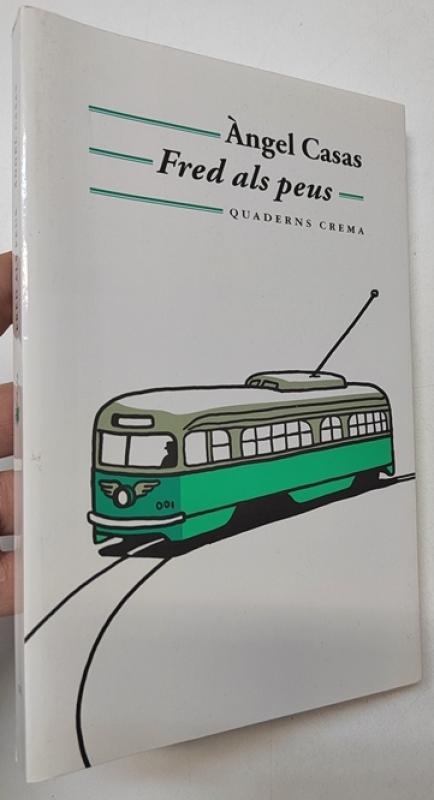 Àngel Casas
Fred als peus
QUADERNS CREMA
001